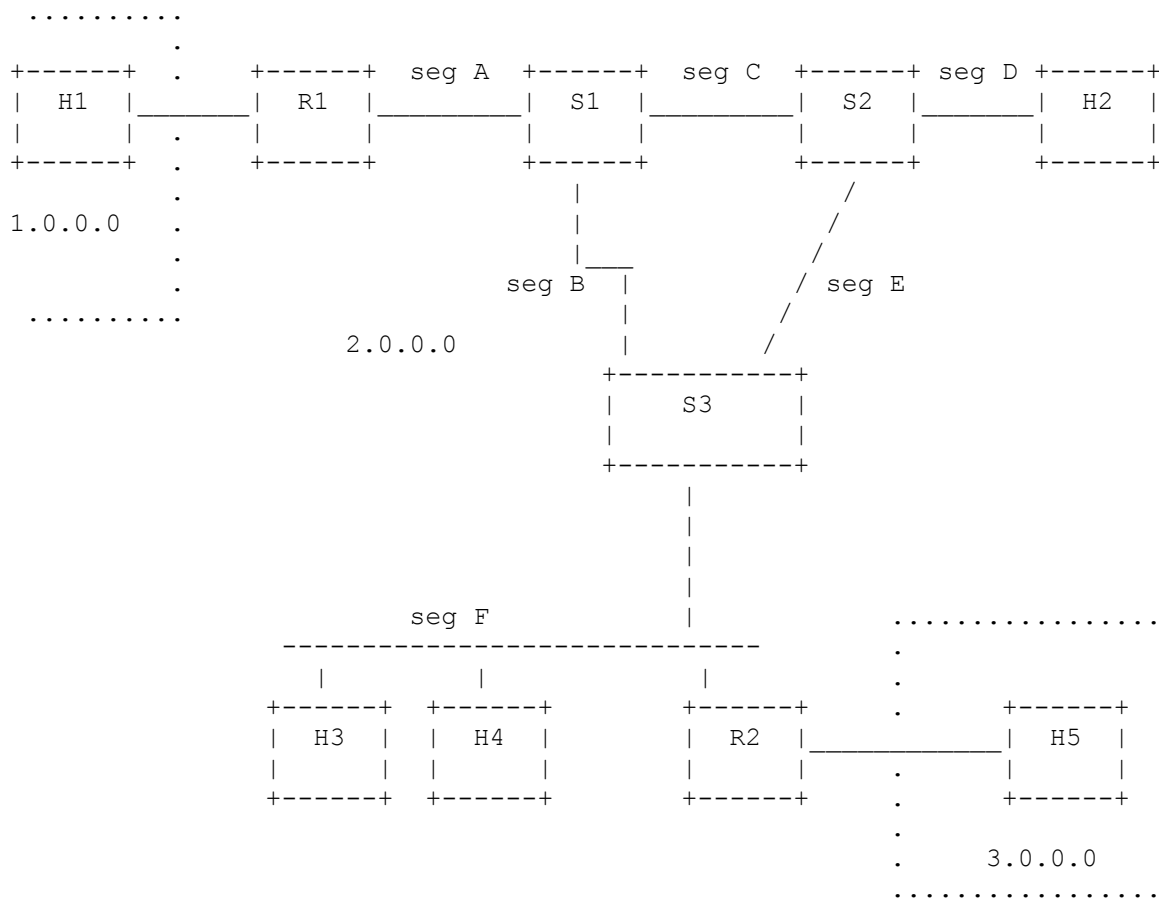 seg A seg C seg D
H1 R1 S1 S2 H2
1.0.0.0
seg B seg E
2.0.0.0
S3
seg F
H3 H4 R2 H5
3.0.0.0